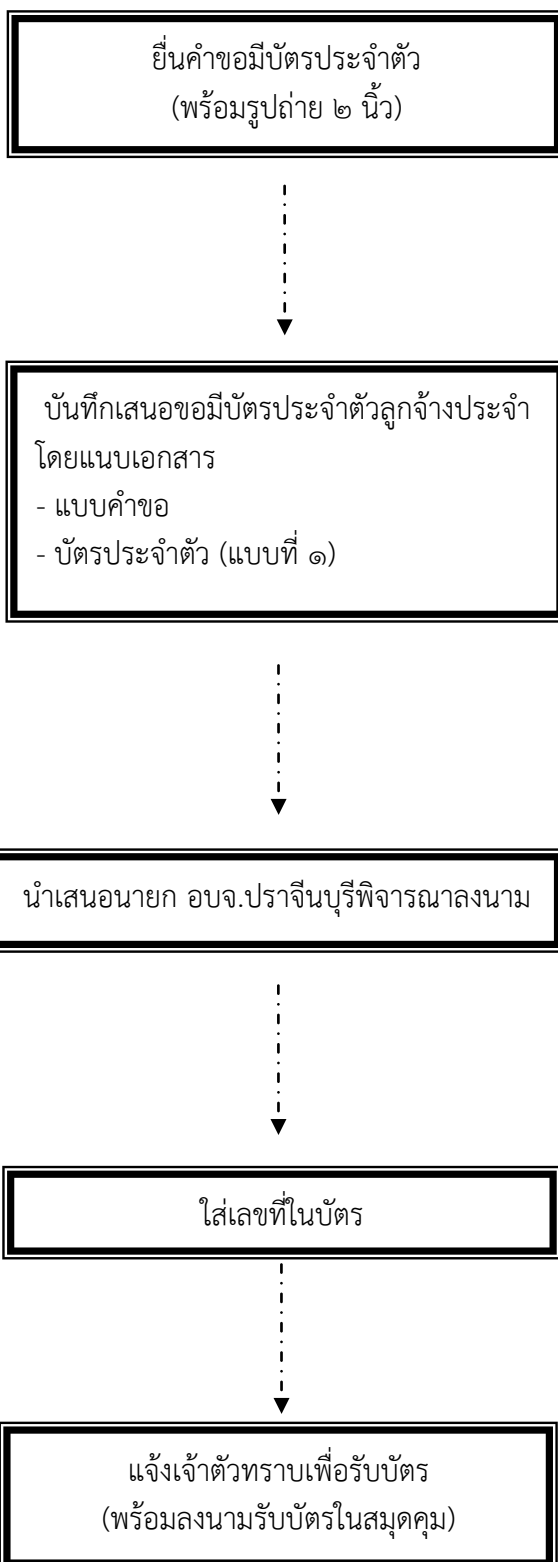 ยื่นคำขอมีบัตรประจำตัว
(พร้อมรูปถ่าย ๒ นิ้ว)
บันทึกเสนอขอมีบัตรประจำตัวลูกจ้างประจำ
โดยแนบเอกสาร
- แบบคำขอ
- บัตรประจำตัว (แบบที่ ๑)
นำเสนอนายก อบจ.ปราจีนบุรีพิจารณาลงนาม
ใส่เลขที่ในบัตร
แจ้งเจ้าตัวทราบเพื่อรับบัตร
(พร้อมลงนามรับบัตรในสมุดคุม)